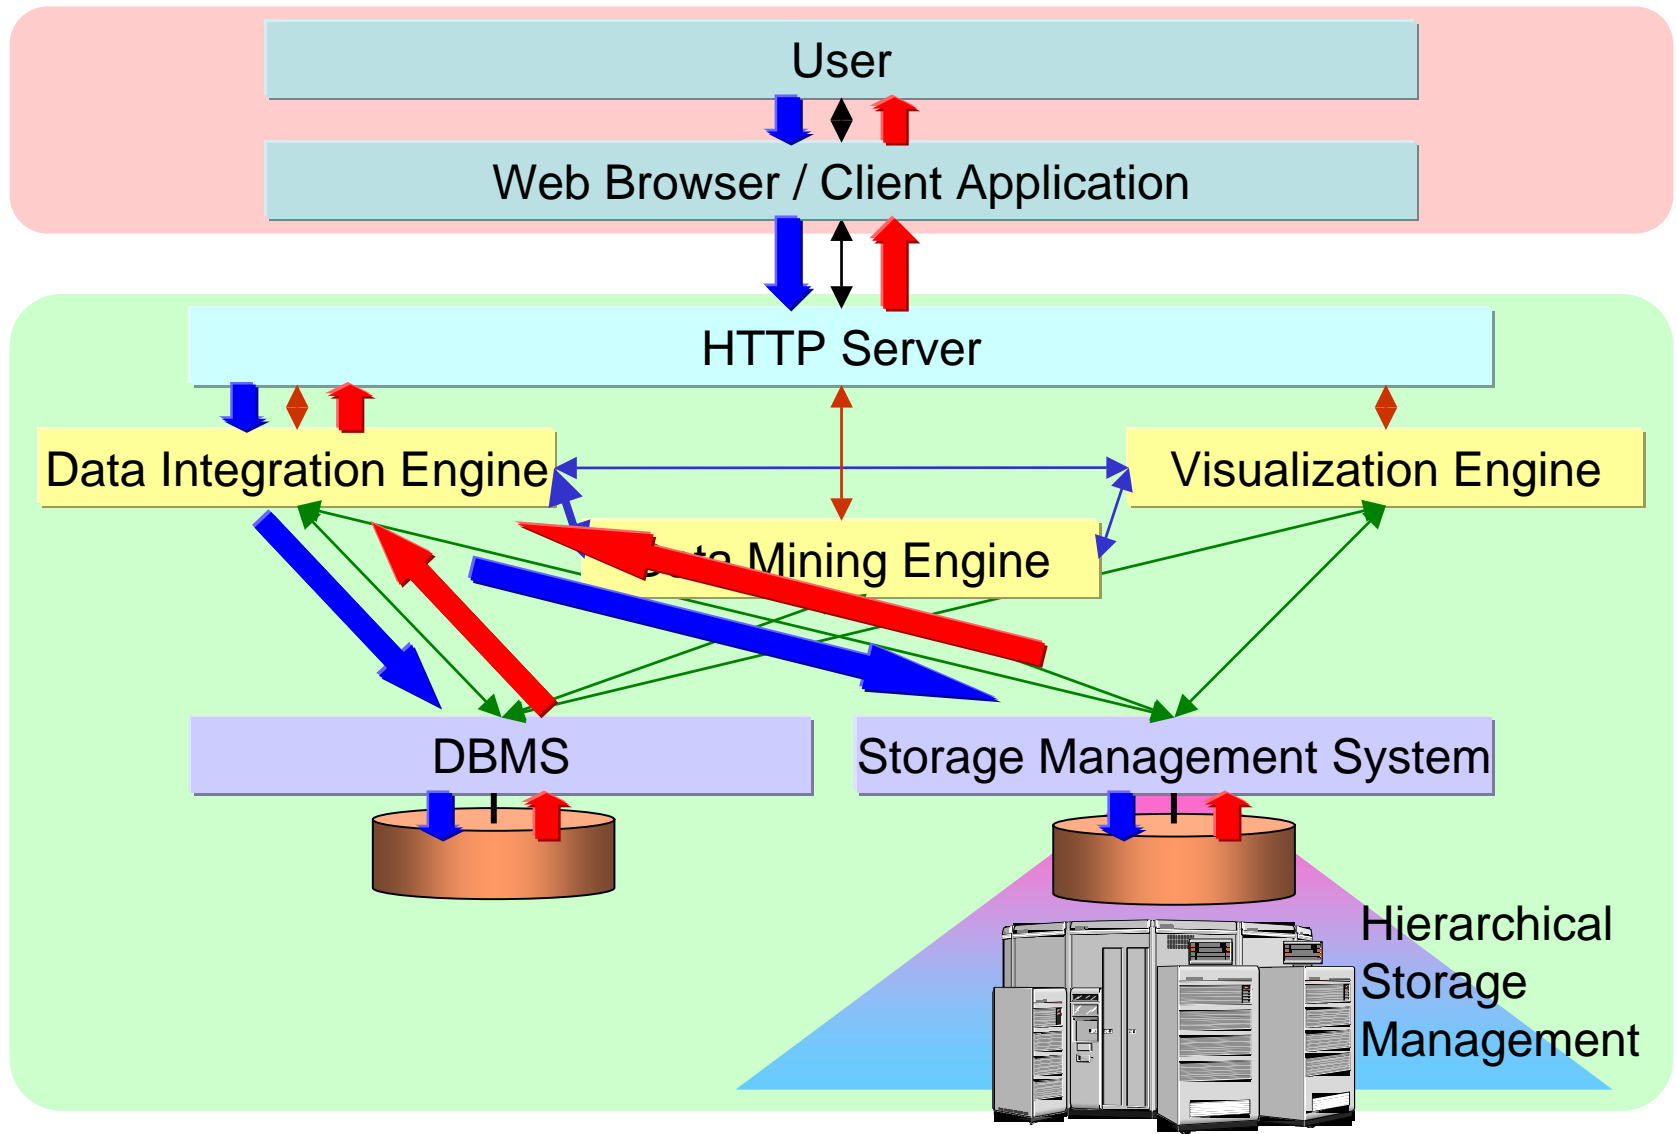 User
Web Browser / Client Application
HTTP Server
Data Integration Engine
Visualization Engine
Data Mining Engine
DBMS
Storage Management System
Hierarchical
Storage
Management